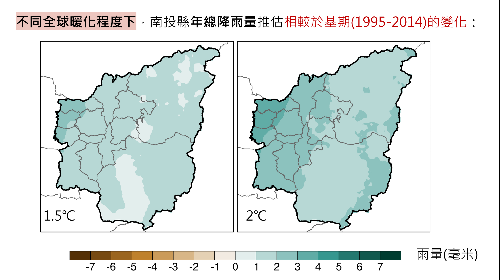 不同全球暖化程度下，南投縣年總降雨量推估相較於基期(1995-2014)的變化：
1.5℃
2℃
-7 -6 -5 -4 -3 -2 -1 0 1 2 3 4 5 6 7
雨量(毫米)